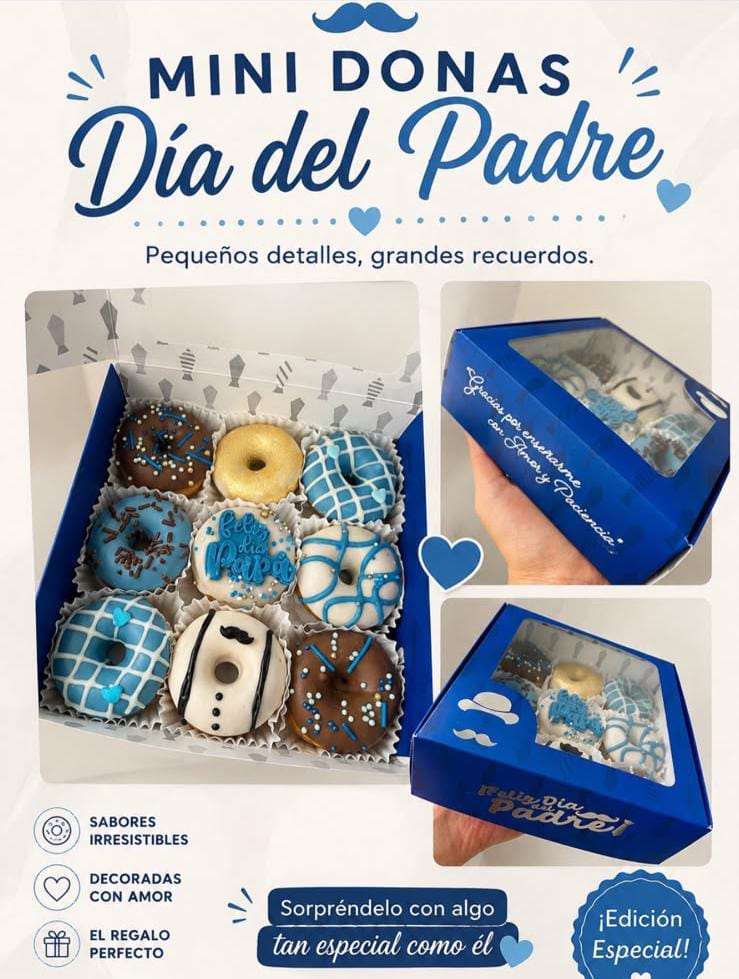 MINI DONAS
Día del Padre
Pequeños detalles, grandes recuerdos.
"Gracias por enseñarme
con Amor y Paciencia"
feliz
día
Papá
¡Feliz Día
del
Padre!
SABORES
IRRESISTIBLES
DECORADAS
CON AMOR
EL REGALO
PERFECTO
Sorpréndelo con algo
tan especial como él
¡Edición
Especial!